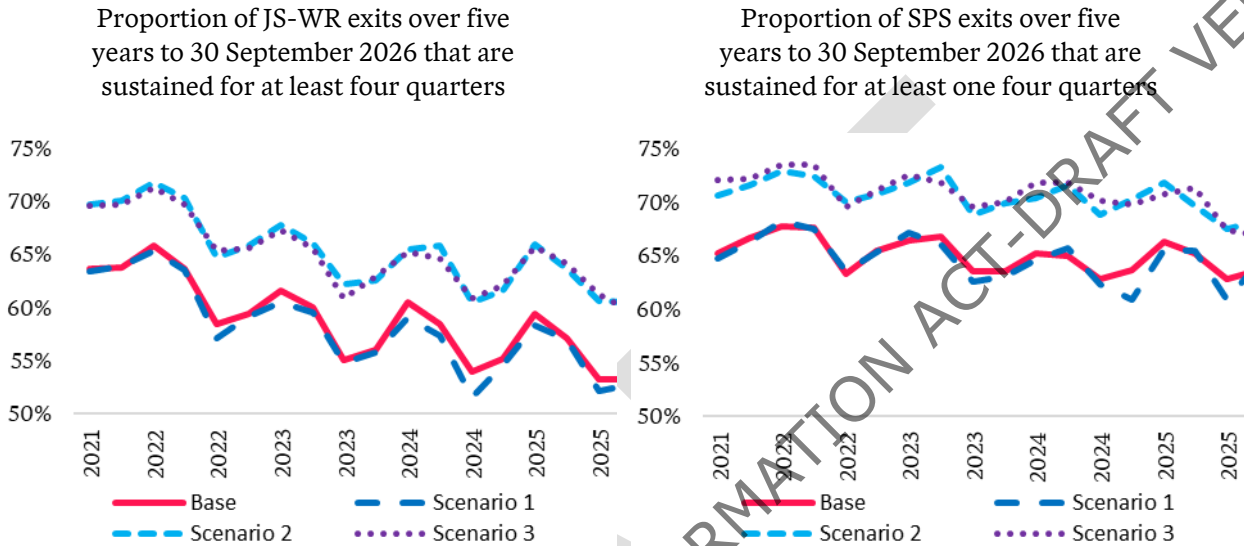 Proportion of JS-WR exits over five
years to 30 September 2026 that are
sustained for at least four quarters
75%
70%
65%
60%
55%
50%
2021
2022
2022
2023
2023
2024
2024
2025
2025
Base
Scenario 1
Scenario 2
Scenario 3
Proportion of SPS exits over five
years to 30 September 2026 that are
sustained for at least one four quarters
75%
70%
65%
60%
55%
50%
2021
2022
2022
2023
2023
2024
2024
2025
2025
Base
Scenario 1
Scenario 2
Scenario 3
RMATION ACT-DRAFT VE